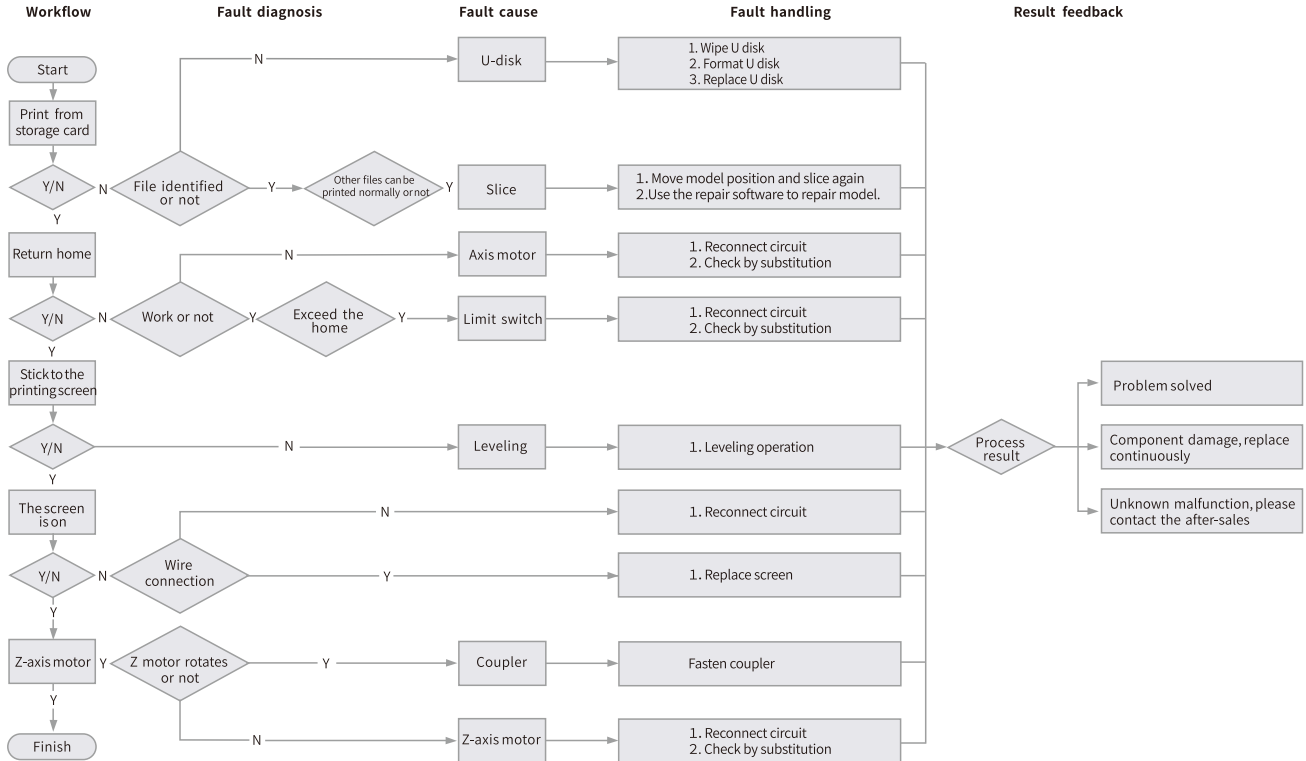 Workflow
Fault diagnosis
Fault cause
Fault handling
Result feedback
Start
Print from
storage card
Y/N
N
File identified
or not
N
U-disk
1. Wipe U disk
2. Format U disk
3. Replace U disk
Y
Other files can be
printed normally or not
Y
Slice
1. Move model position and slice again
2.Use the repair software to repair model.
Y
Return home
Y/N
N
Work or not
N
Axis motor
1. Reconnect circuit
2. Check by substitution
Y
Exceed the
home
Y
Limit switch
1. Reconnect circuit
2. Check by substitution
Y
Stick to the
printing screen
Y/N
N
Leveling
1. Leveling operation
Y
The screen
is on
Y/N
N
Wire
connection
N
1. Reconnect circuit
Y
1. Replace screen
Y
Z-axis motor
Y
Z motor rotates
or not
Y
Coupler
Fasten coupler
N
Z-axis motor
1. Reconnect circuit
2. Check by substitution
Y
Finish
Process
result
Problem solved
Component damage, replace
continuously
Unknown malfunction, please
contact the after-sales